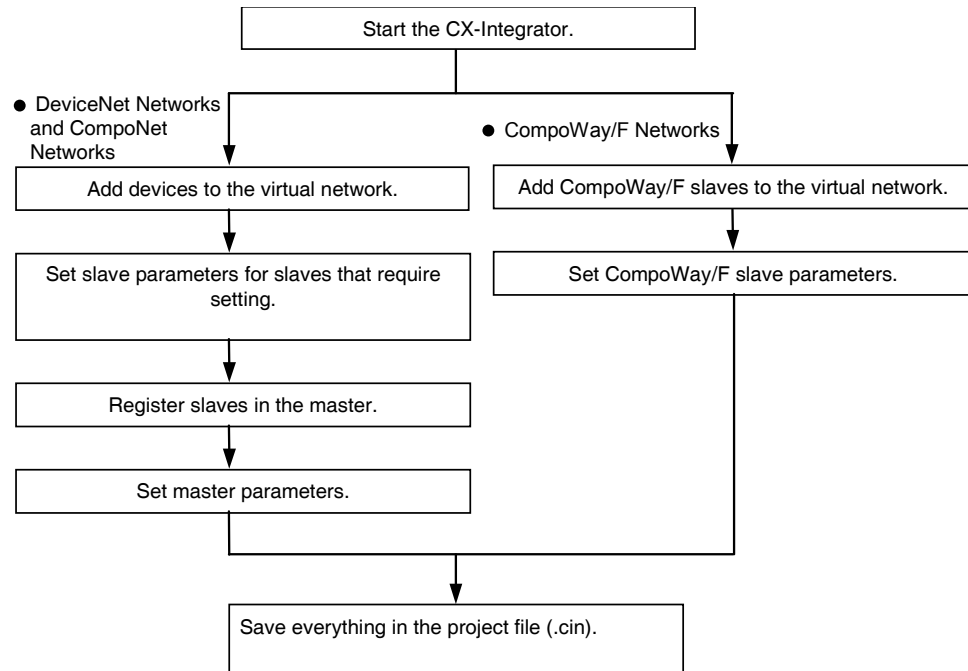 Start the CX-Integrator.
● DeviceNet Networks
and CompoNet
Networks
Add devices to the virtual network.
Set slave parameters for slaves that require
setting.
Register slaves in the master.
Set master parameters.
● CompoWay/F Networks
Add CompoWay/F slaves to the virtual network.
Set CompoWay/F slave parameters.
Save everything in the project file (.cin).